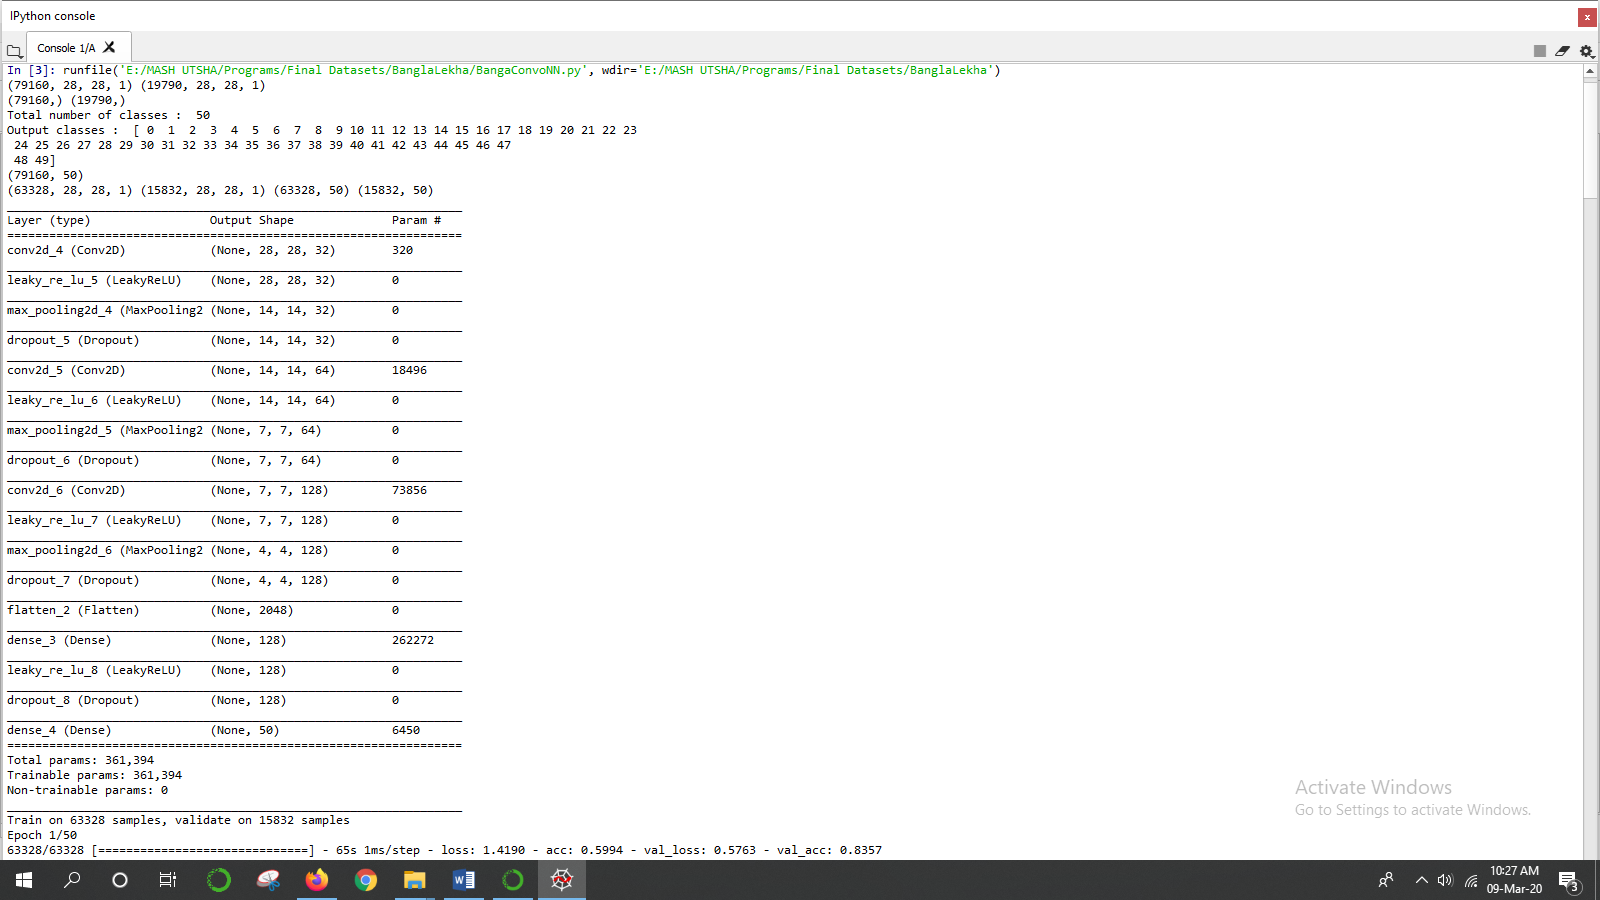 IPython console
Console 1/A
In [3]: runfile('E:/MASH UTSHA/Programs/Final Datasets/BanglaLekha/BangaConvoNN.py', wdir='E:/MASH UTSHA/Programs/Final Datasets/BanglaLekha')
(79160, 28, 28, 1) (19790, 28, 28, 1)
(79160,) (19790,)
Total number of classes :  50
Output classes :  [ 0  1  2  3  4  5  6  7  8  9 10 11 12 13 14 15 16 17 18 19 20 21 22 23
 24 25 26 27 28 29 30 31 32 33 34 35 36 37 38 39 40 41 42 43 44 45 46 47
 48 49]
(79160, 50)
(63328, 28, 28, 1) (15832, 28, 28, 1) (63328, 50) (15832, 50)
_________________________________________________________________
Layer (type)                 Output Shape              Param #
=================================================================
conv2d_4 (Conv2D)            (None, 28, 28, 32)        320
_________________________________________________________________
leaky_re_lu_5 (LeakyReLU)    (None, 28, 28, 32)        0
_________________________________________________________________
max_pooling2d_4 (MaxPooling2 (None, 14, 14, 32)        0
_________________________________________________________________
dropout_5 (Dropout)          (None, 14, 14, 32)        0
_________________________________________________________________
conv2d_5 (Conv2D)            (None, 14, 14, 64)        18496
_________________________________________________________________
leaky_re_lu_6 (LeakyReLU)    (None, 14, 14, 64)        0
_________________________________________________________________
max_pooling2d_5 (MaxPooling2 (None, 7, 7, 64)          0
_________________________________________________________________
dropout_6 (Dropout)          (None, 7, 7, 64)          0
_________________________________________________________________
conv2d_6 (Conv2D)            (None, 7, 7, 128)         73856
_________________________________________________________________
leaky_re_lu_7 (LeakyReLU)    (None, 7, 7, 128)         0
_________________________________________________________________
max_pooling2d_6 (MaxPooling2 (None, 4, 4, 128)         0
_________________________________________________________________
dropout_7 (Dropout)          (None, 4, 4, 128)         0
_________________________________________________________________
flatten_2 (Flatten)          (None, 2048)              0
_________________________________________________________________
dense_3 (Dense)              (None, 128)               262272
_________________________________________________________________
leaky_re_lu_8 (LeakyReLU)    (None, 128)               0
_________________________________________________________________
dropout_8 (Dropout)          (None, 128)               0
_________________________________________________________________
dense_4 (Dense)              (None, 50)                6450
=================================================================
Total params: 361,394
Trainable params: 361,394
Non-trainable params: 0
_________________________________________________________________
Train on 63328 samples, validate on 15832 samples
Epoch 1/50
63328/63328 [==============================] - 65s 1ms/step - loss: 1.4190 - acc: 0.5994 - val_loss: 0.5763 - val_acc: 0.8357
Activate Windows
Go to Settings to activate Windows.
10:27 AM
09-Mar-20
3